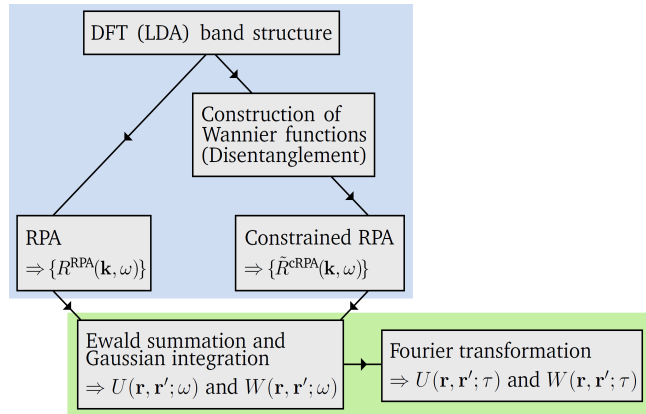 DFT (LDA) band structure
Construction of
Wannier functions
(Disentanglement)
RPA
⇒ {R^RPA(k, ω)}
Constrained RPA
⇒ {R̃^cRPA(k, ω)}
Ewald summation and
Gaussian integration
⇒ U(r, r′; ω) and W(r, r′; ω)
Fourier transformation
⇒ U(r, r′; τ) and W(r, r′; τ)